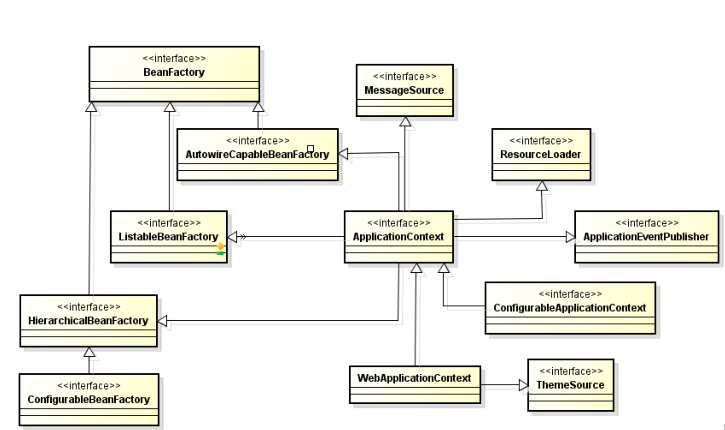 <<interface>>
BeanFactory
<<interface>>
MessageSource
<<interface>>
AutowireCapableBeanFactory
<<interface>>
ResourceLoader
<<interface>>
ListableBeanFactory
<<interface>>
ApplicationContext
<<interface>>
ApplicationEventPublisher
<<interface>>
HierarchicalBeanFactory
<<interface>>
ConfigurableApplicationContext
<<interface>>
ConfigurableBeanFactory
WebApplicationContext
<<interface>>
ThemeSource